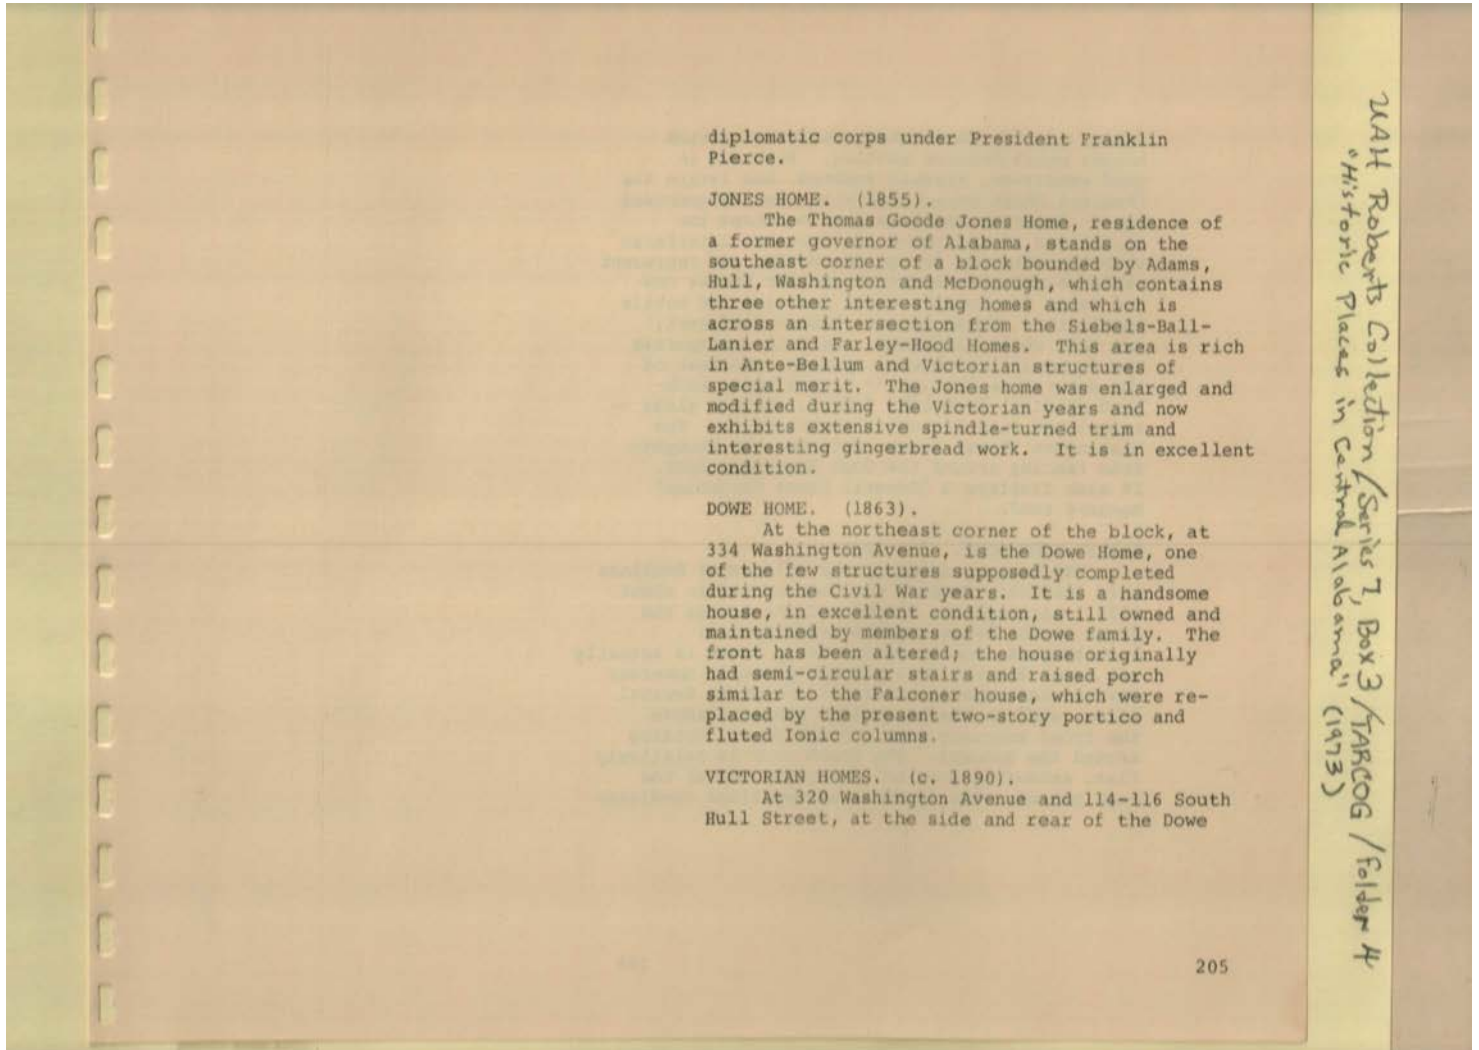 diplomatic corps under President Franklin
Pierce.
JONES HOME. (1855).
The Thomas Goode Jones Home, residence of
a former governor of Alabama, stands on the
southeast corner of a block bounded by Adams,
Hull, Washington and McDonough, which contains
three other interesting homes and which is
across an intersection from the Siebels-Ball-
Lanier and Farley-Hood Homes. This area is rich
in Ante-Bellum and Victorian structures of
special merit. The Jones home was enlarged and
modified during the Victorian years and now
exhibits extensive spindle-turned trim and
interesting gingerbread work. It is in excellent
condition.
DOWE HOME. (1863).
At the northeast corner of the block, at
334 Washington Avenue, is the Dowe Home, one
of the few structures supposedly completed
during the Civil War years. It is a handsome
house, in excellent condition, still owned and
maintained by members of the Dowe family. The
front has been altered; the house originally
had semi-circular stairs and raised porch
similar to the Falconer house, which were re-
placed by the present two-story portico and
fluted Ionic columns.
VICTORIAN HOMES. (c. 1890).
At 320 Washington Avenue and 114-116 South
Hull Street, at the side and rear of the Dowe
205
UAH Roberts Collection/Series 7, Box 3/TARCOG/Folder 4
"Historic Places in Central Alabama" (1973)